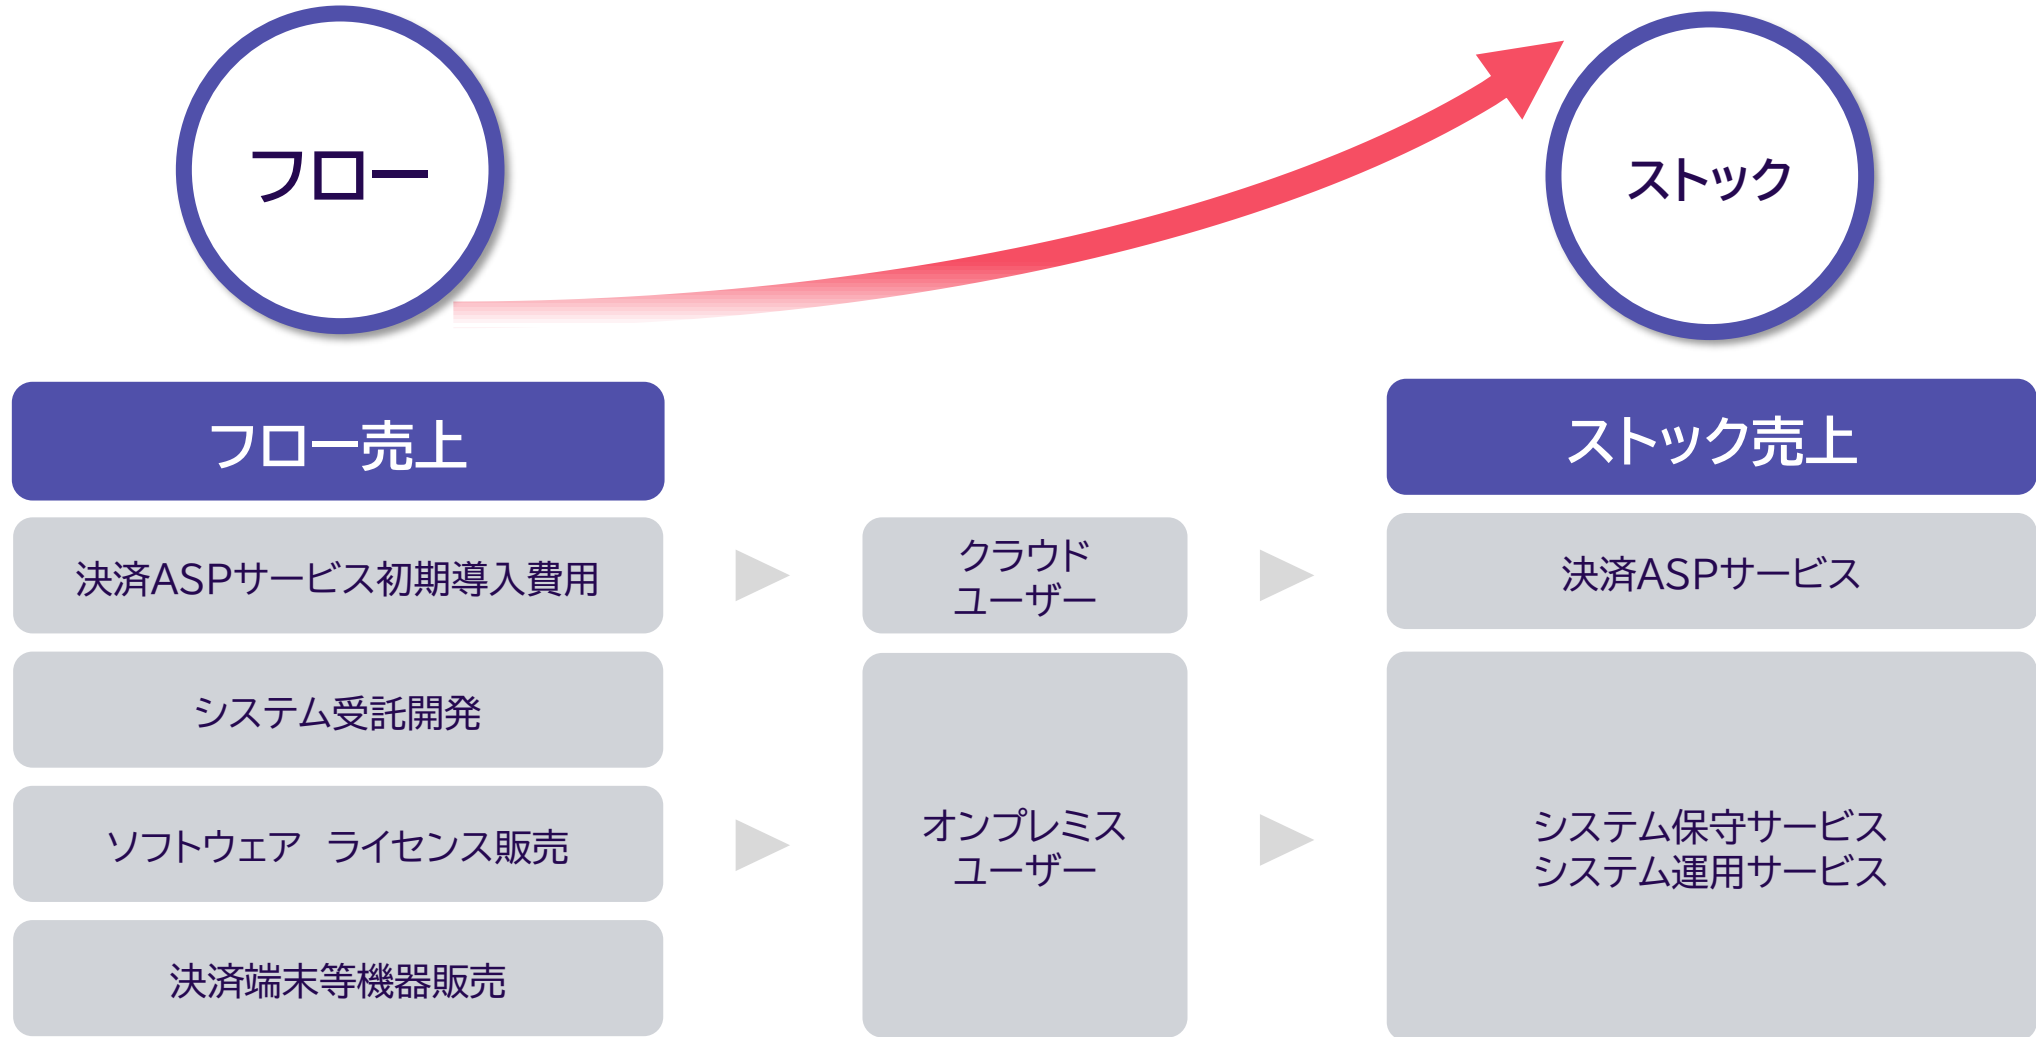 フロー
ストック
フロー売上
ストック売上
決済ASPサービス初期導入費用
クラウド
ユーザー
決済ASPサービス
システム受託開発
ソフトウェア　ライセンス販売
決済端末等機器販売
オンプレミス
ユーザー
システム保守サービス
システム運用サービス